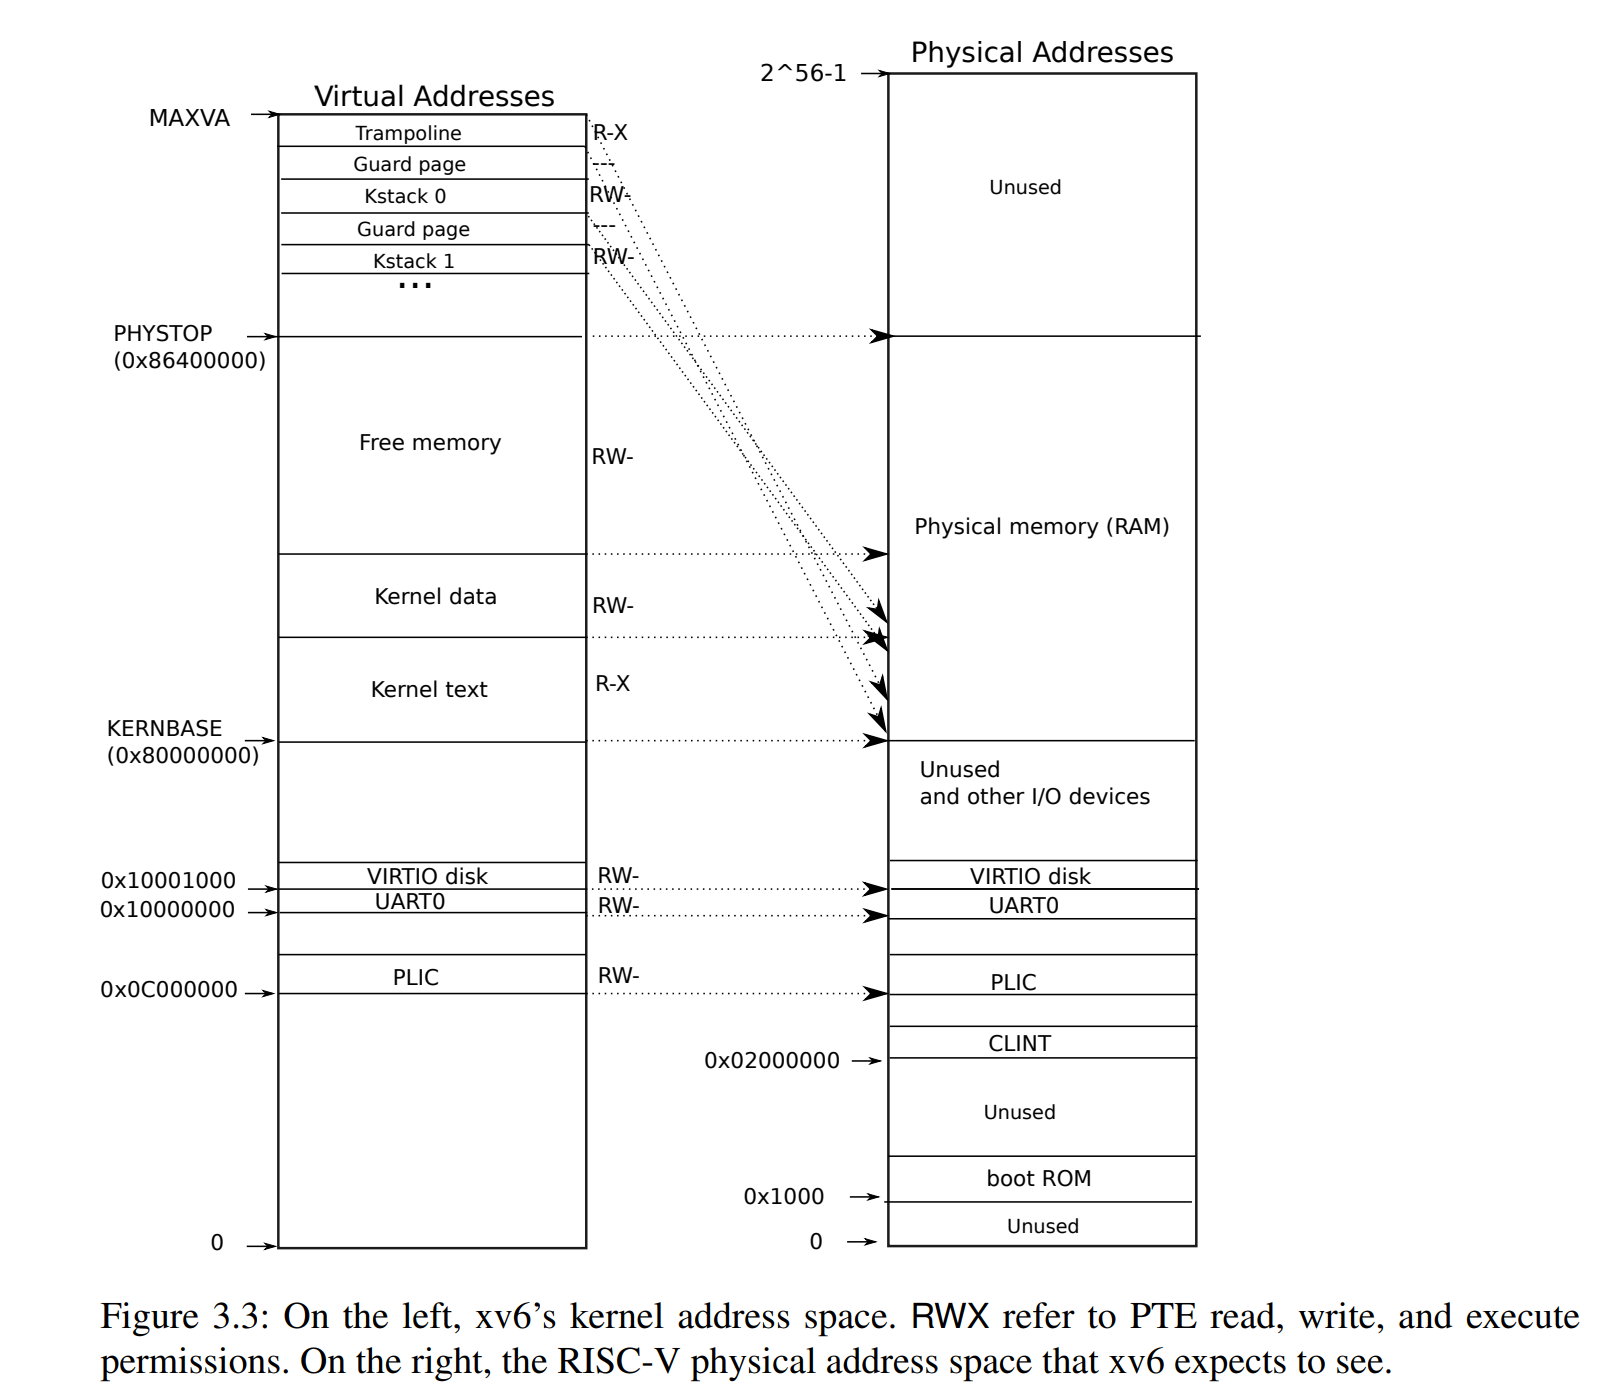 Physical Addresses
2^56-1
Virtual Addresses
MAXVA
Trampoline
R-X
Guard page
---
Unused
Kstack 0
RW-
Guard page
---
Kstack 1
RW-
...
PHYSTOP
(0x86400000)
Free memory
RW-
Physical memory (RAM)
Kernel data
RW-
Kernel text
R-X
KERNBASE
(0x80000000)
Unused
and other I/O devices
0x10001000
VIRTIO disk
RW-
VIRTIO disk
0x10000000
UART0
RW-
UART0
0x0C000000
PLIC
RW-
PLIC
CLINT
0x02000000
Unused
boot ROM
0x1000
Unused
0
0
Figure 3.3: On the left, xv6’s kernel address space. RWX refer to PTE read, write, and execute
permissions. On the right, the RISC-V physical address space that xv6 expects to see.